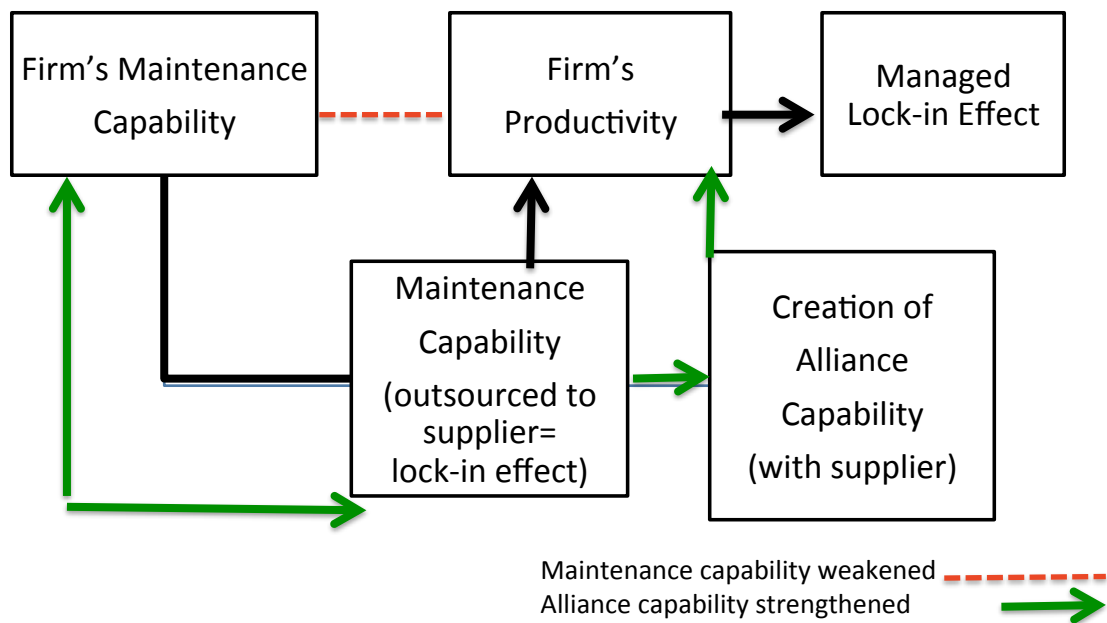 Firm’s Maintenance
Capability
Firm’s
Productivity
Managed
Lock-in Effect
Maintenance
Capability
(outsourced to
supplier=
lock-in effect)
Creation of
Alliance
Capability
(with supplier)
Maintenance capability weakened
Alliance capability strengthened